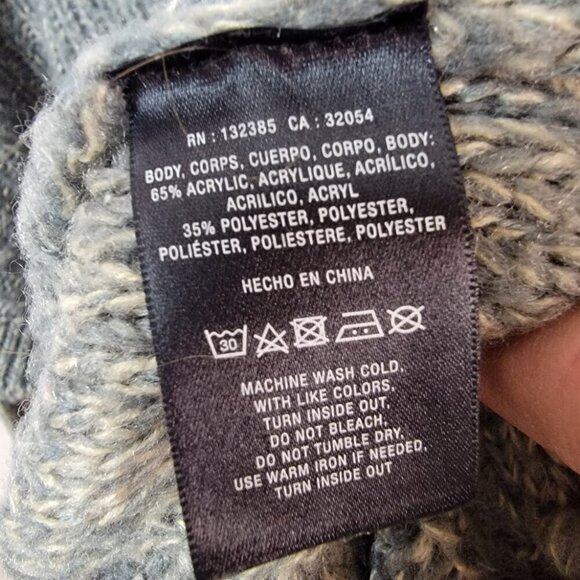 RN : 132385 CA : 32054
BODY, CORPS, CUERPO, CORPO, BODY:
65% ACRYLIC, ACRYLIQUE, ACRÍLICO,
ACRILICO, ACRYL
35% POLYESTER, POLYESTER,
POLIÉSTER, POLIESTERE, POLYESTER
HECHO EN CHINA
30
MACHINE WASH COLD,
WITH LIKE COLORS,
TURN INSIDE OUT,
DO NOT BLEACH,
DO NOT TUMBLE DRY,
USE WARM IRON IF NEEDED,
TURN INSIDE OUT